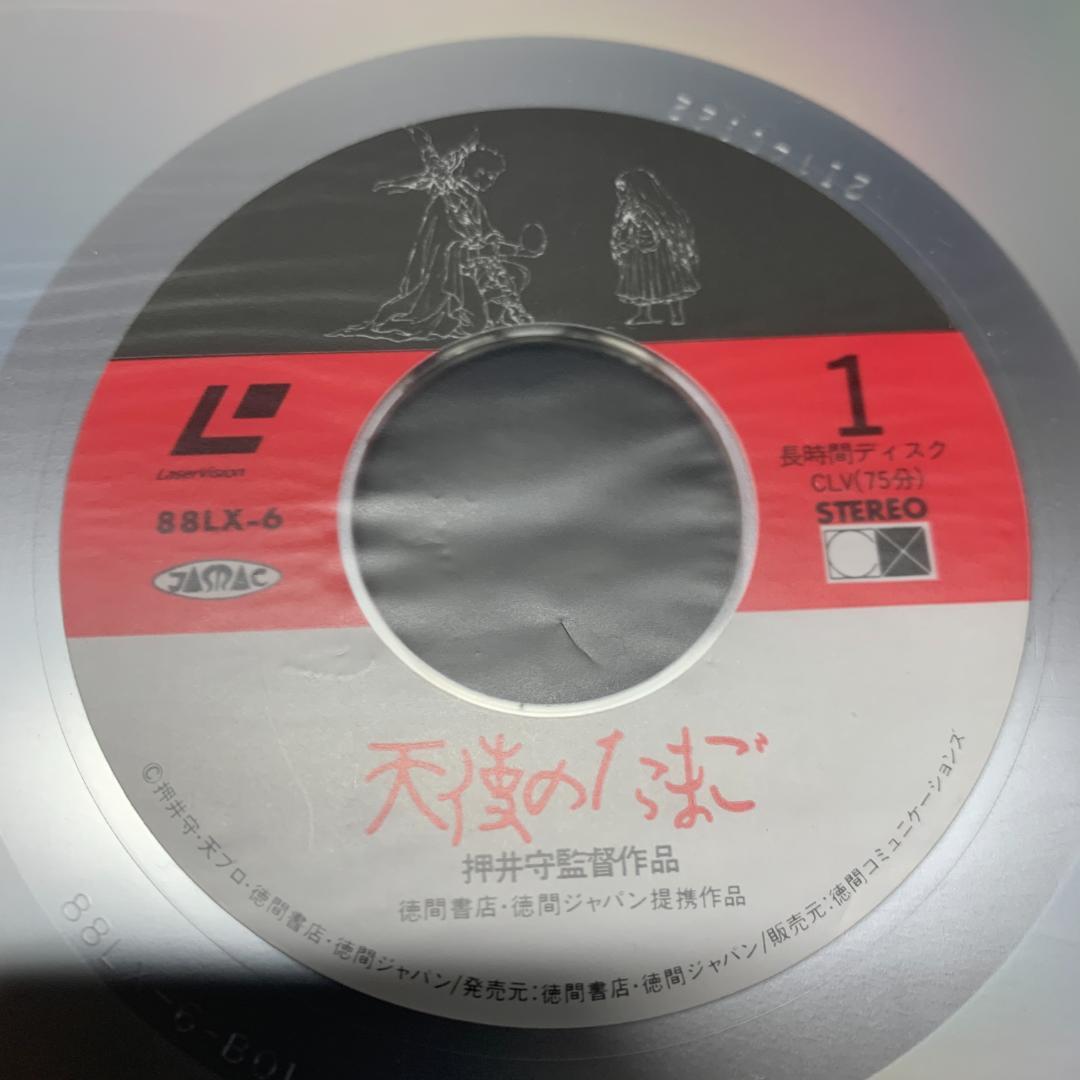 LaserVision
88LX-6
JASRAC
1
長時間ディスク
CLV(75分)
STEREO
天使のたまご
押井守監督作品
徳間書店・徳間ジャパン提携作品
©押井守・天プロ・徳間書店・徳間ジャパン/発売元:徳間書店・徳間ジャパン/販売元:徳間コミュニケーションズ